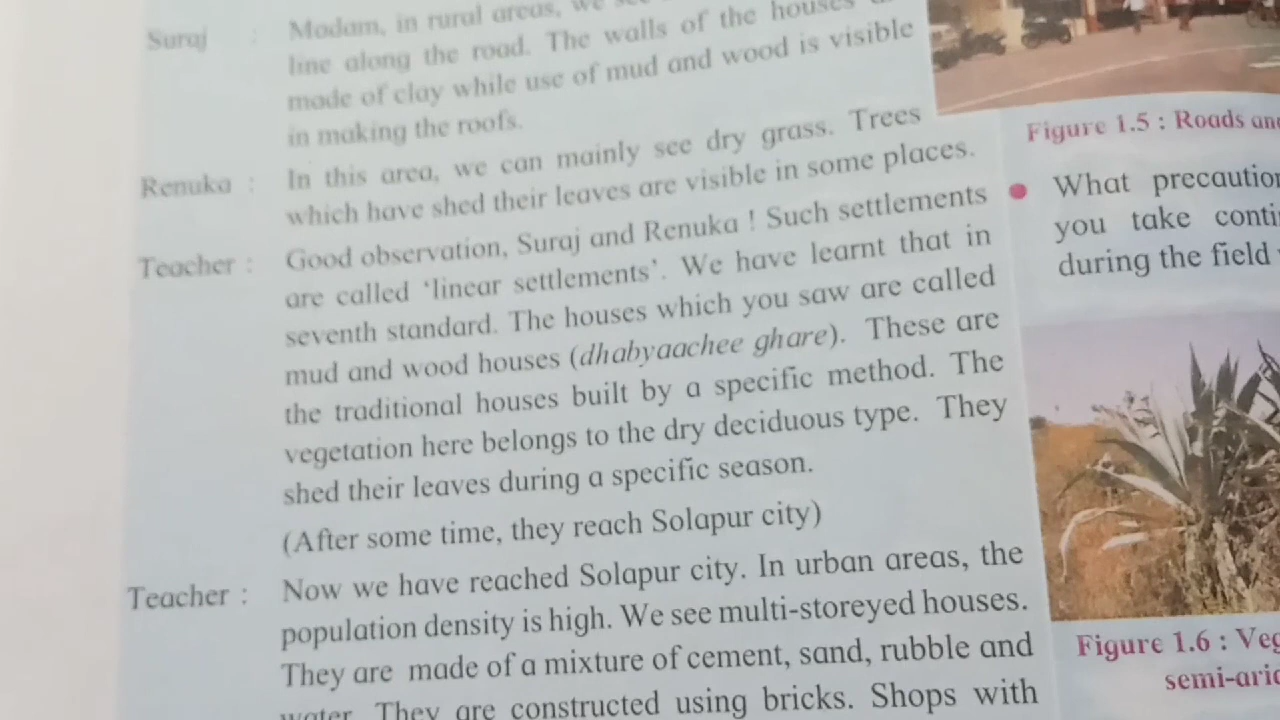 Suraj : Madam, in rural areas, we see
line along the road. The walls of the houses
made of clay while use of mud and wood is visible
in making the roofs.
Renuka : In this area, we can mainly see dry grass. Trees
which have shed their leaves are visible in some places.
Teacher : Good observation, Suraj and Renuka ! Such settlements
are called ‘linear settlements’. We have learnt that in
seventh standard. The houses which you saw are called
mud and wood houses (dhabyaachee ghare). These are
the traditional houses built by a specific method. The
vegetation here belongs to the dry deciduous type. They
shed their leaves during a specific season.
(After some time, they reach Solapur city)
Teacher : Now we have reached Solapur city. In urban areas, the
population density is high. We see multi-storeyed houses.
They are made of a mixture of cement, sand, rubble and
water. They are constructed using bricks. Shops with
Figure 1.5 : Roads and
• What precaution
you take conti
during the field
Figure 1.6 : Veg
semi-arid